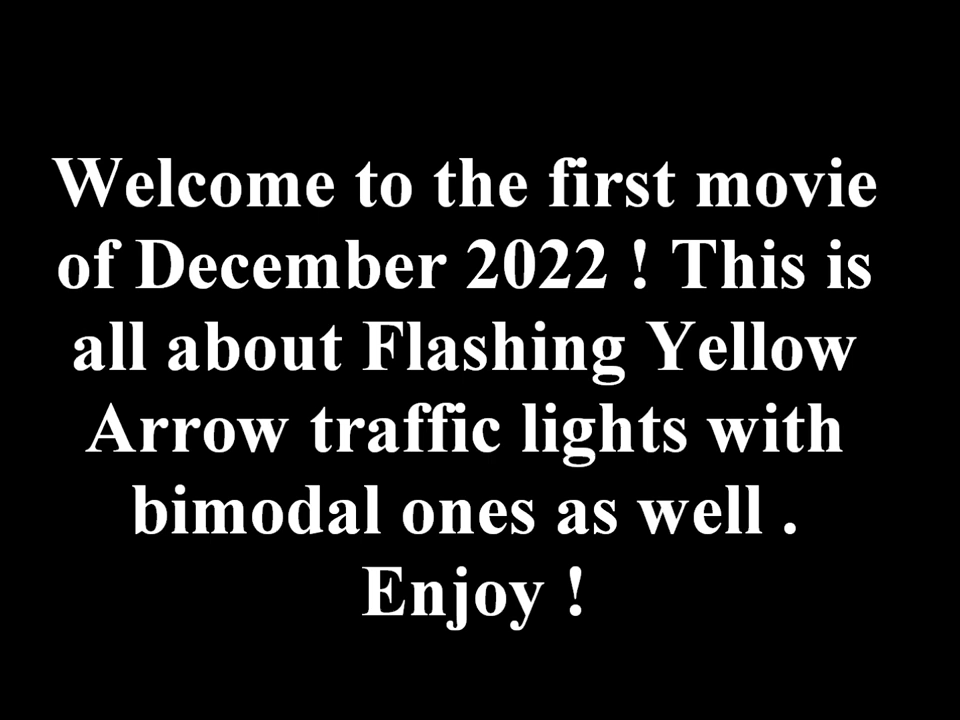 Welcome to the first movie
of December 2022 ! This is
all about Flashing Yellow
Arrow traffic lights with
bimodal ones as well .
Enjoy !